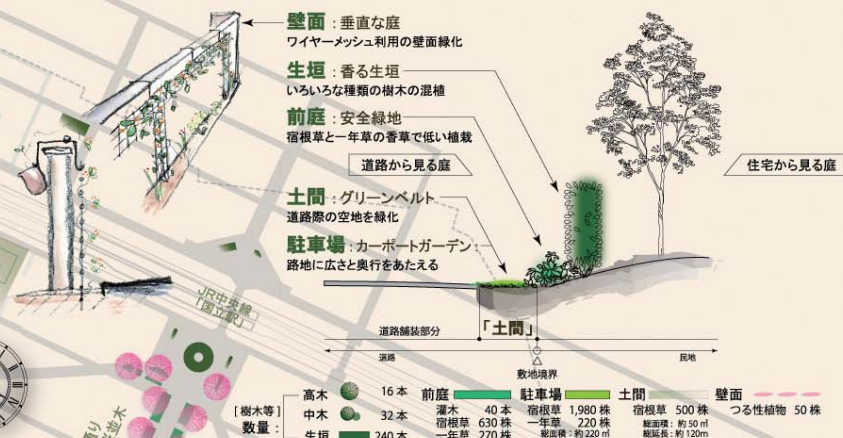 壁面:垂直な庭
ワイヤーメッシュ利用の壁面緑化
生垣:香る生垣
いろいろな種類の樹木の混植
前庭:安全緑地
宿根草と一年草の香草で低い植栽
道路から見る庭
住宅から見る庭
土間:グリーンベルト
道路際の空地を緑化
駐車場:カーポートガーデン
路地に広さと奥行をあたえる
JR中央線
「国立駅」
道路舗装部分
「土間」
道路
民地
敷地境界
[樹木等]
数量:
高木 16本
中木 32本
生垣 240本
前庭
灌木 40本
宿根草 630株
一年草 270株
駐車場
宿根草 1,980株
一年草 220株
総面積:約220㎡
土間
宿根草 500株
総面積:約50㎡
総延長:約120m
壁面
つる性植物 50株
並木